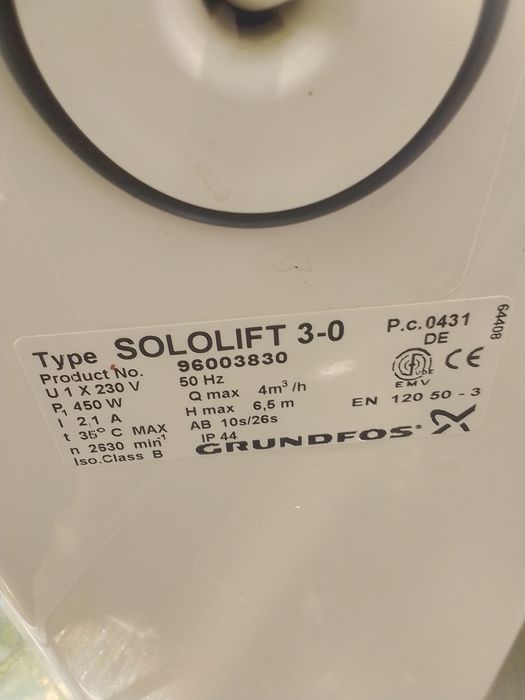 Type SOLOLIFT 3-0
Product No. 96003830
U 1 X 230 V 50 Hz
P1 450 W Q max 4m³/h
I 2.1 A H max 6,5 m
t 35° C MAX AB 10s/26s
n 2630 min-1 IP 44
Iso.Class B
P.c.0431
DE
64408
VDE
EMV
CE
EN 120 50 - 3
GRUNDFOS